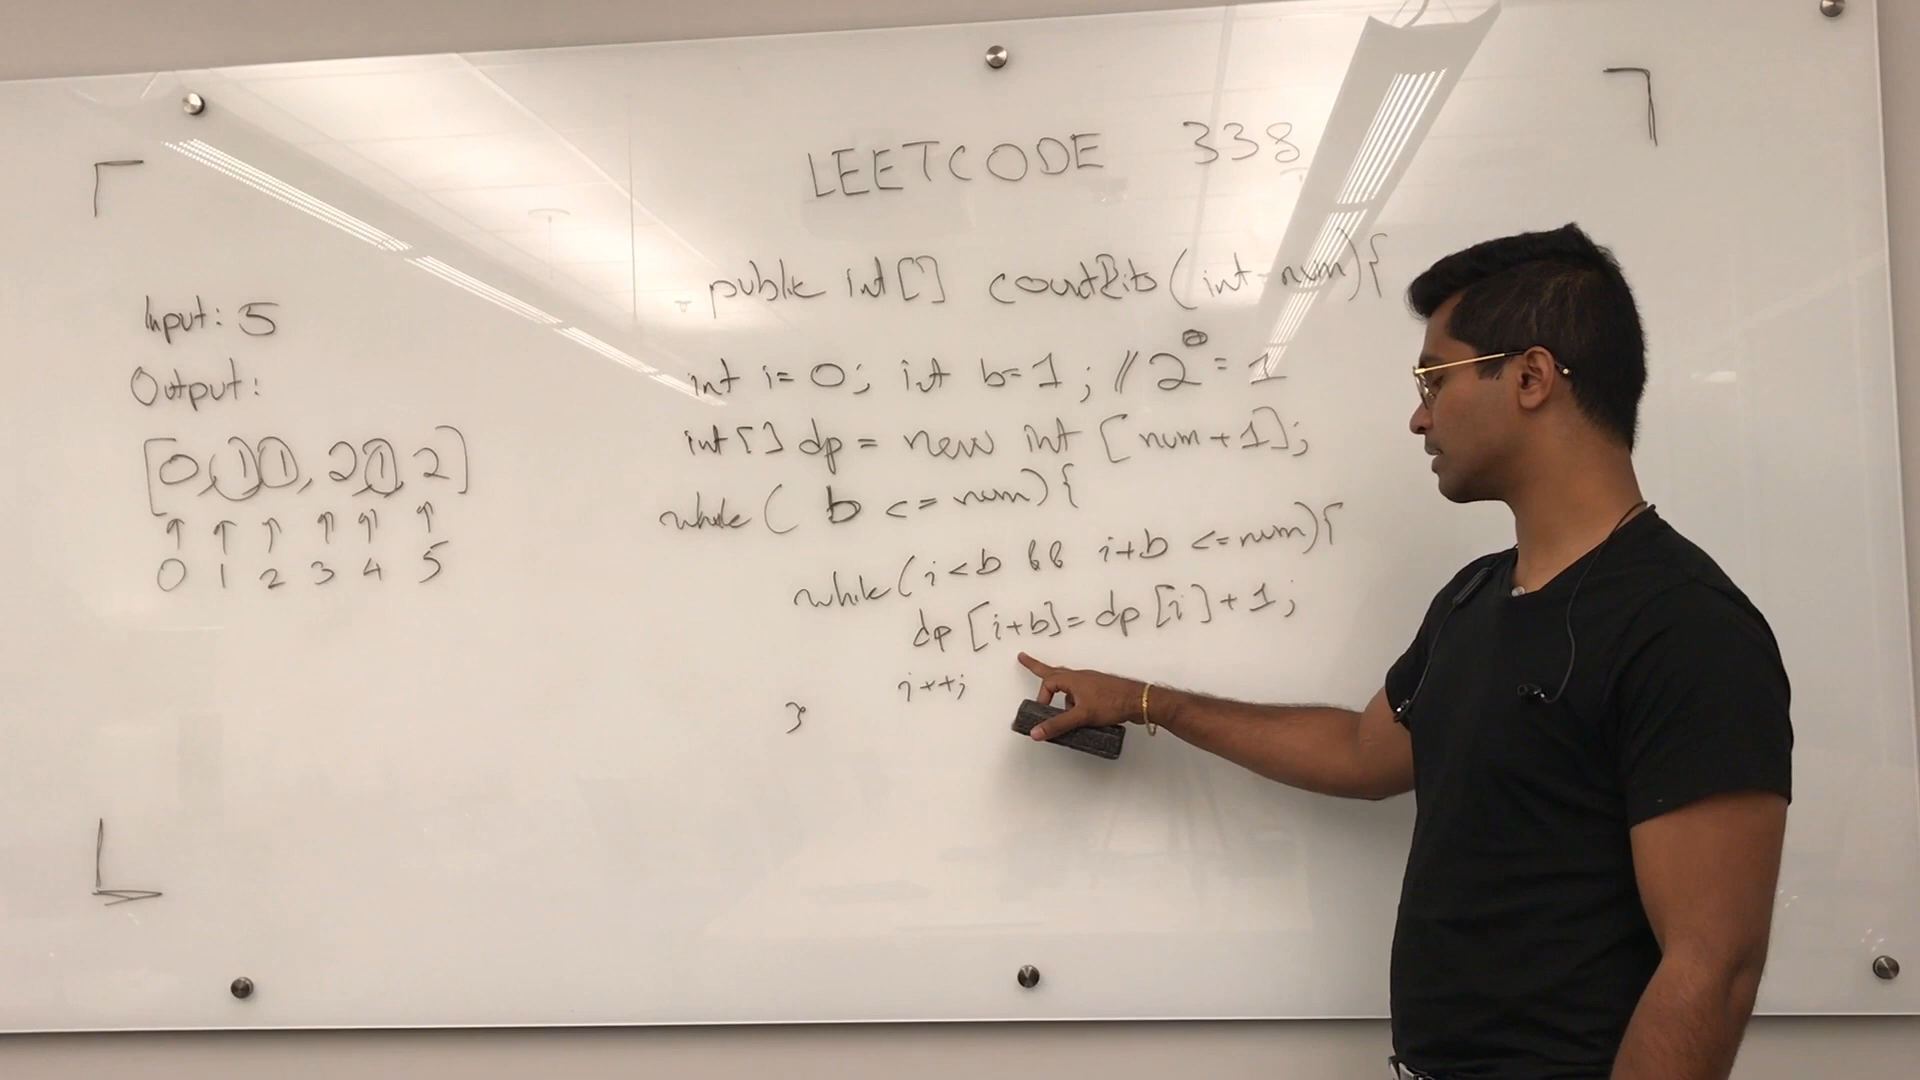 LEETCODE 338
Input: 5
Output:
[0, 1, 1, 2, 1, 2]
0 1 2 3 4 5
public int[] countBits(int num){
int i= 0; int b=1; // 2⁰ = 1
int[] dp = new int [num+1];
while( b <= num){
while(i<b && i+b <=num){
dp[i+b]= dp[i]+1;
i++;
}